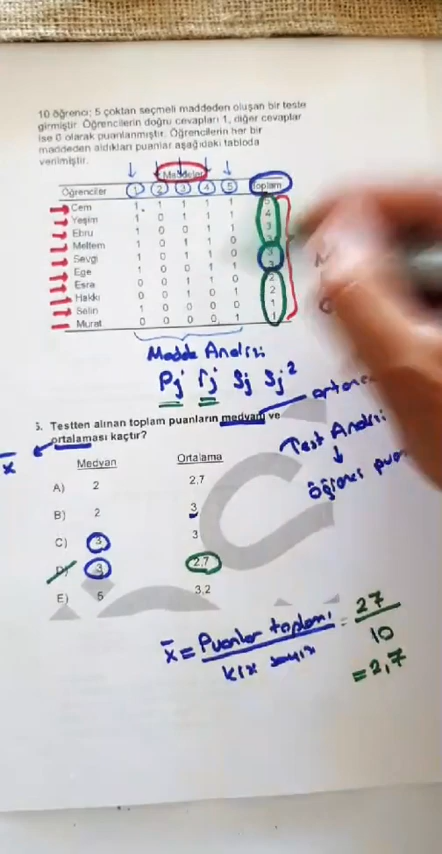 10 öğrenci; 5 çoktan seçmeli maddeden oluşan bir teste
girmiştir. Öğrencilerin doğru cevapları 1, diğer cevaplar
ise 0 olarak puanlanmıştır. Öğrencilerin her bir
maddeden aldıkları puanlar aşağıdaki tabloda
verilmiştir.
Maddeler
Öğrenciler 1 2 3 4 5 Toplam
Cem 1 1 1 1 1 5
Yeşim 1 0 1 1 1 4
Ebru 1 0 1 1
Meltem 1 0 1 1 0
Sevgi 1 1 1 0 0 3
Ege 1 0 0 1 1 3
Esra 0 0 1 1 0 2
Hakkı 0 0 1 0 1 2
Selin 1 0 0 0 0 1
Murat 0 0 0 0 1 1
Madde Analizi
Pj rj Sj Sj²
5. Testten alınan toplam puanların medyanı ve
ortalaması kaçtır?
x̄
Test Analizi
Öğrenci
Medyan Ortalama
A) 2 2,7
B) 2 3
C) 3 3
D) 3 2,7
E) 5 3,2
x̄ = Puanlar toplamı / kişi sayısı = 27 / 10
= 2,7